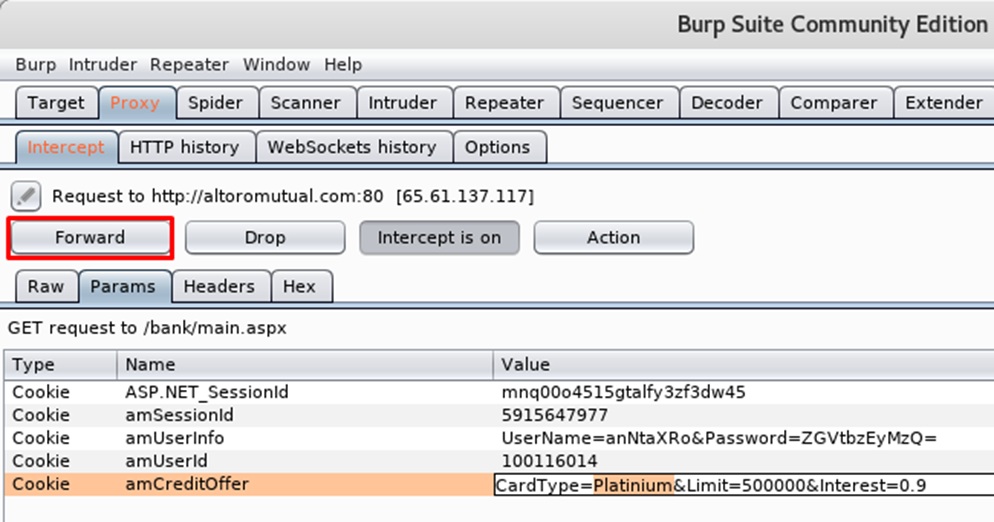 Burp Suite Community Edition
Burp Intruder Repeater Window Help
Target Proxy Spider Scanner Intruder Repeater Sequencer Decoder Comparer Extender
Intercept HTTP history WebSockets history Options
Request to http://altoromutual.com:80 [65.61.137.117]
Forward Drop Intercept is on Action
Raw Params Headers Hex
GET request to /bank/main.aspx
Type Name Value
Cookie ASP.NET_SessionId mnq00o4515gtalfy3zf3dw45
Cookie amSessionId 5915647977
Cookie amUserInfo UserName=anNtaXRo&Password=ZGVtbzEyMzQ=
Cookie amUserId 100116014
Cookie amCreditOffer CardType=Platinium&Limit=500000&Interest=0.9